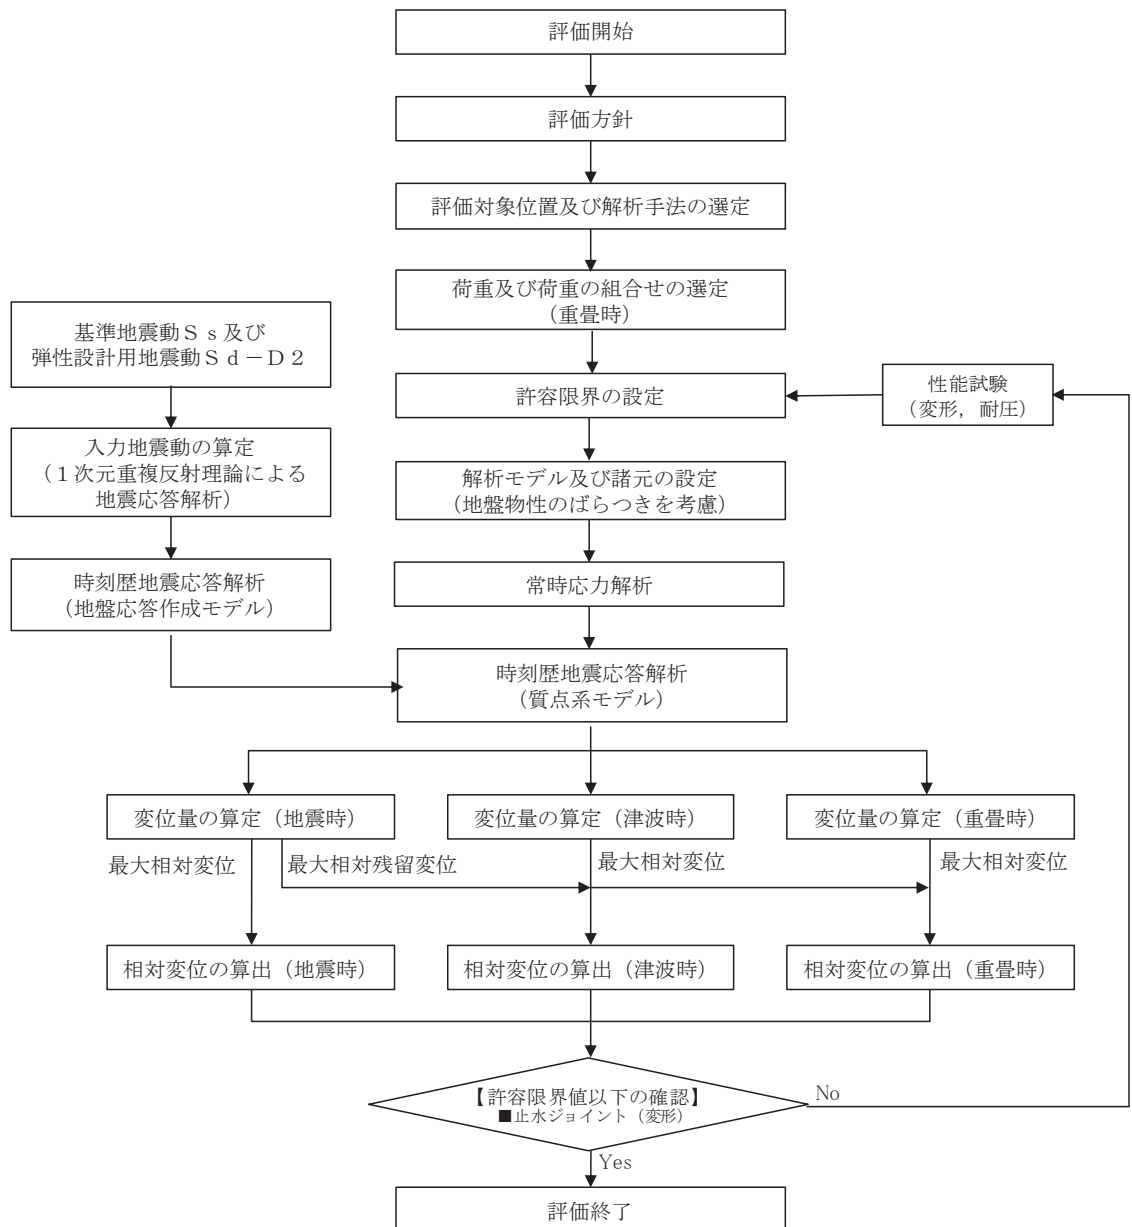 評価開始
評価方針
評価対象位置及び解析手法の選定
荷重及び荷重の組合せの選定
（重畳時）
基準地震動Ｓｓ及び
弾性設計用地震動Ｓｄ－Ｄ２
許容限界の設定
性能試験
（変形，耐圧）
入力地震動の算定
（１次元重複反射理論による
地震応答解析）
解析モデル及び諸元の設定
（地盤物性のばらつきを考慮）
時刻歴地震応答解析
（地盤応答作成モデル）
常時応力解析
時刻歴地震応答解析
（質点系モデル）
変位量の算定（地震時）
変位量の算定（津波時）
変位量の算定（重畳時）
最大相対変位
最大相対残留変位
最大相対変位
最大相対変位
相対変位の算出（地震時）
相対変位の算出（津波時）
相対変位の算出（重畳時）
【許容限界値以下の確認】
■止水ジョイント（変形）
No
Yes
評価終了